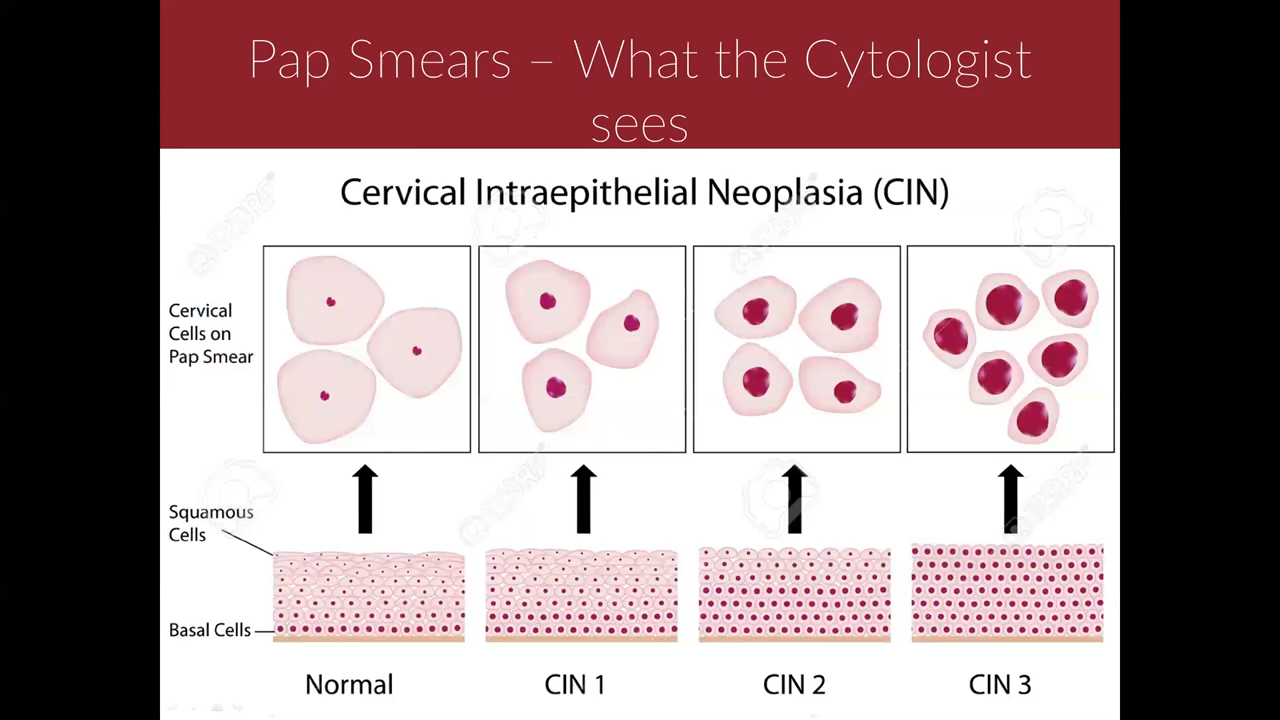 Pap Smears – What the Cytologist
sees
Cervical Intraepithelial Neoplasia (CIN)
Cervical
Cells on
Pap Smear
Squamous
Cells
Basal Cells
Normal
CIN 1
CIN 2
CIN 3